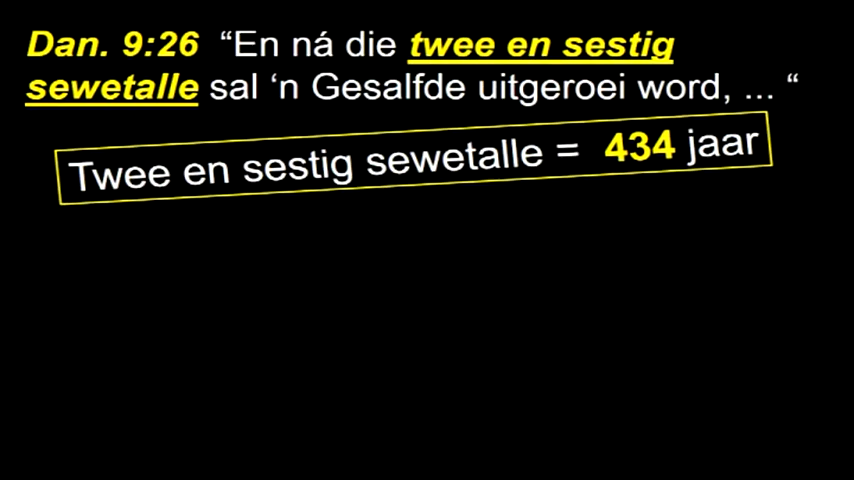 Dan. 9:26 “En ná die twee en sestig
sewetalle sal ‘n Gesalfde uitgeroei word, ... “
Twee en sestig sewetalle = 434 jaar